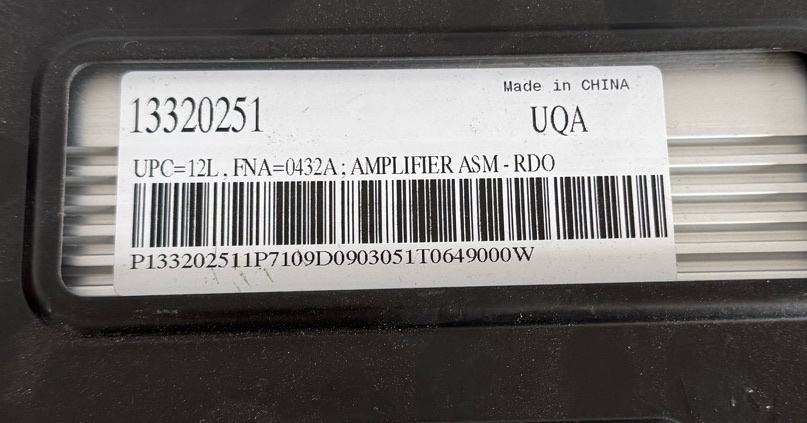 Made in CHINA
13320251 UQA
UPC=12L , FNA=0432A ; AMPLIFIER ASM - RDO
P133202511P7109D0903051T0649000W